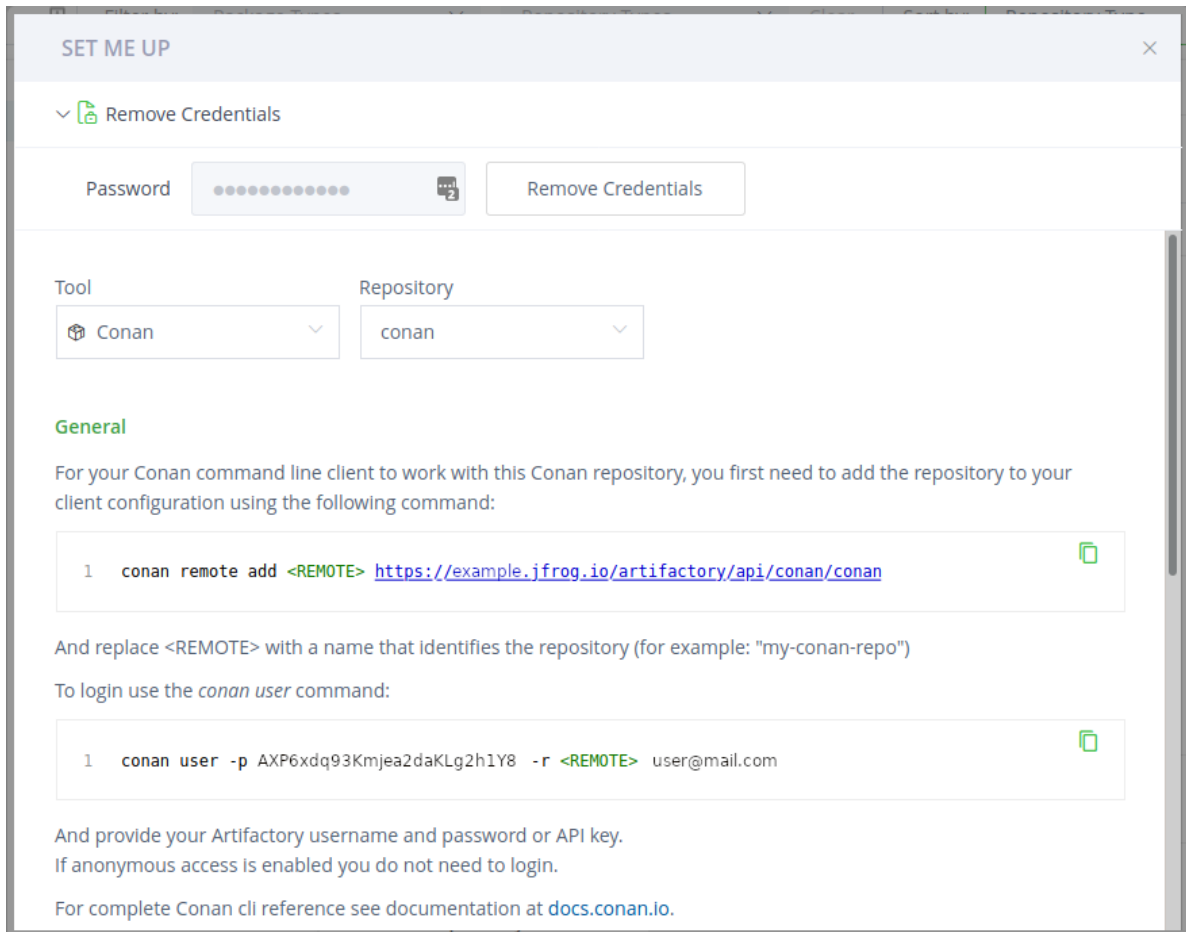 SET ME UP
Remove Credentials
Password
Remove Credentials
Tool Repository
Conan conan
General
For your Conan command line client to work with this Conan repository, you first need to add the repository to your
client configuration using the following command:
1 conan remote add <REMOTE> https://example.jfrog.io/artifactory/api/conan/conan
And replace <REMOTE> with a name that identifies the repository (for example: "my-conan-repo")
To login use the conan user command:
1 conan user -p AXP6xdq93Kmjea2daKLg2h1Y8 -r <REMOTE> user@mail.com
And provide your Artifactory username and password or API key.
If anonymous access is enabled you do not need to login.
For complete Conan cli reference see documentation at docs.conan.io.